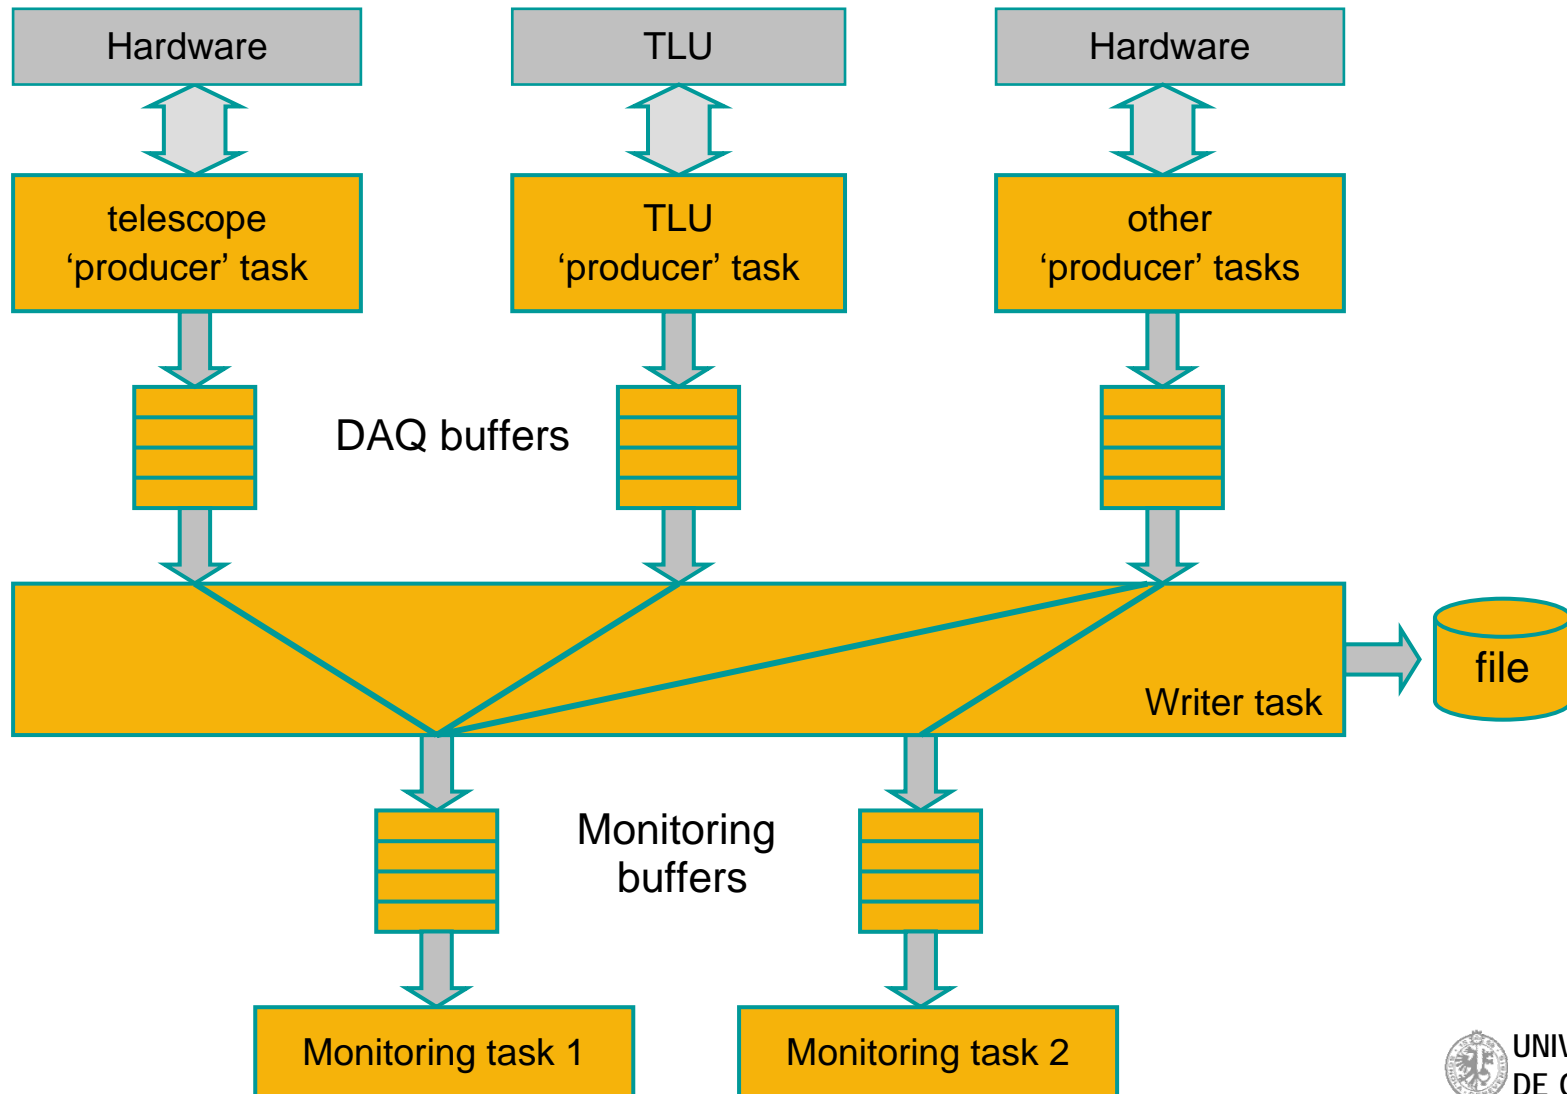 Hardware
TLU
Hardware
telescope
‘producer’ task
TLU
‘producer’ task
other
‘producer’ tasks
DAQ buffers
Writer task
file
Monitoring
buffers
Monitoring task 1
Monitoring task 2
DE